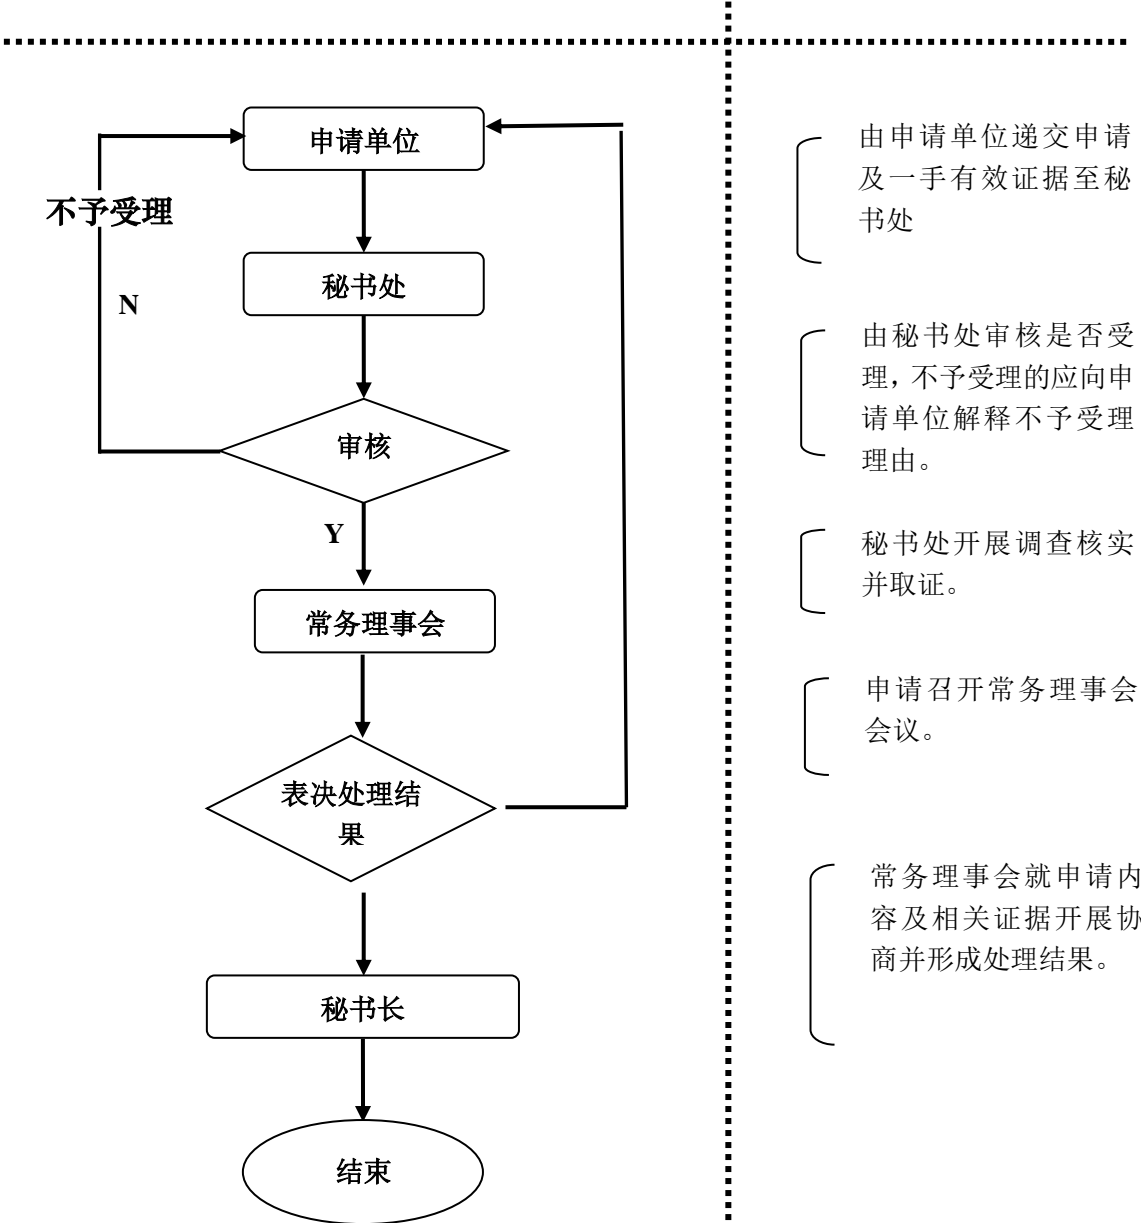 申请单位
不予受理
秘书处
N
审核
Y
常务理事会
表决处理结
果
秘书长
结束
由申请单位递交申请
及一手有效证据至秘
书处
由秘书处审核是否受
理，不予受理的应向申
请单位解释不予受理
理由。
秘书处开展调查核实
并取证。
申请召开常务理事会
会议。
常务理事会就申请内
容及相关证据开展协
商并形成处理结果。